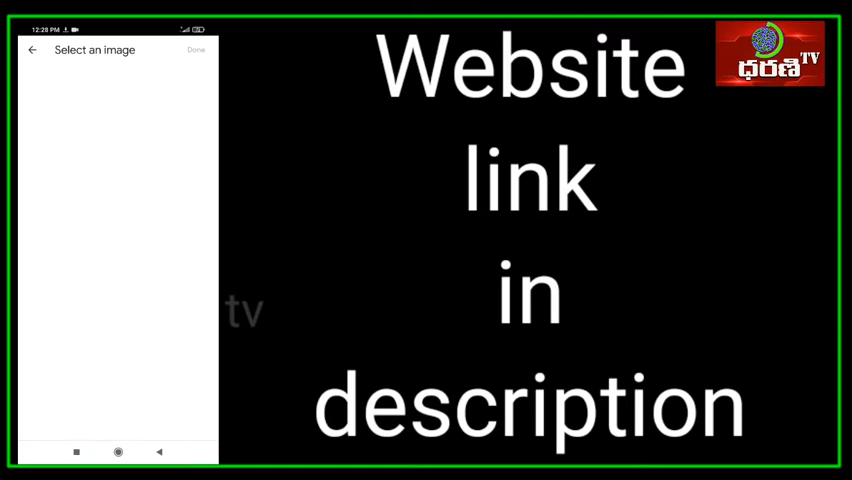 12:28 PM
Select an image
Done
Website
link
in
description
ధరణి TV
tv